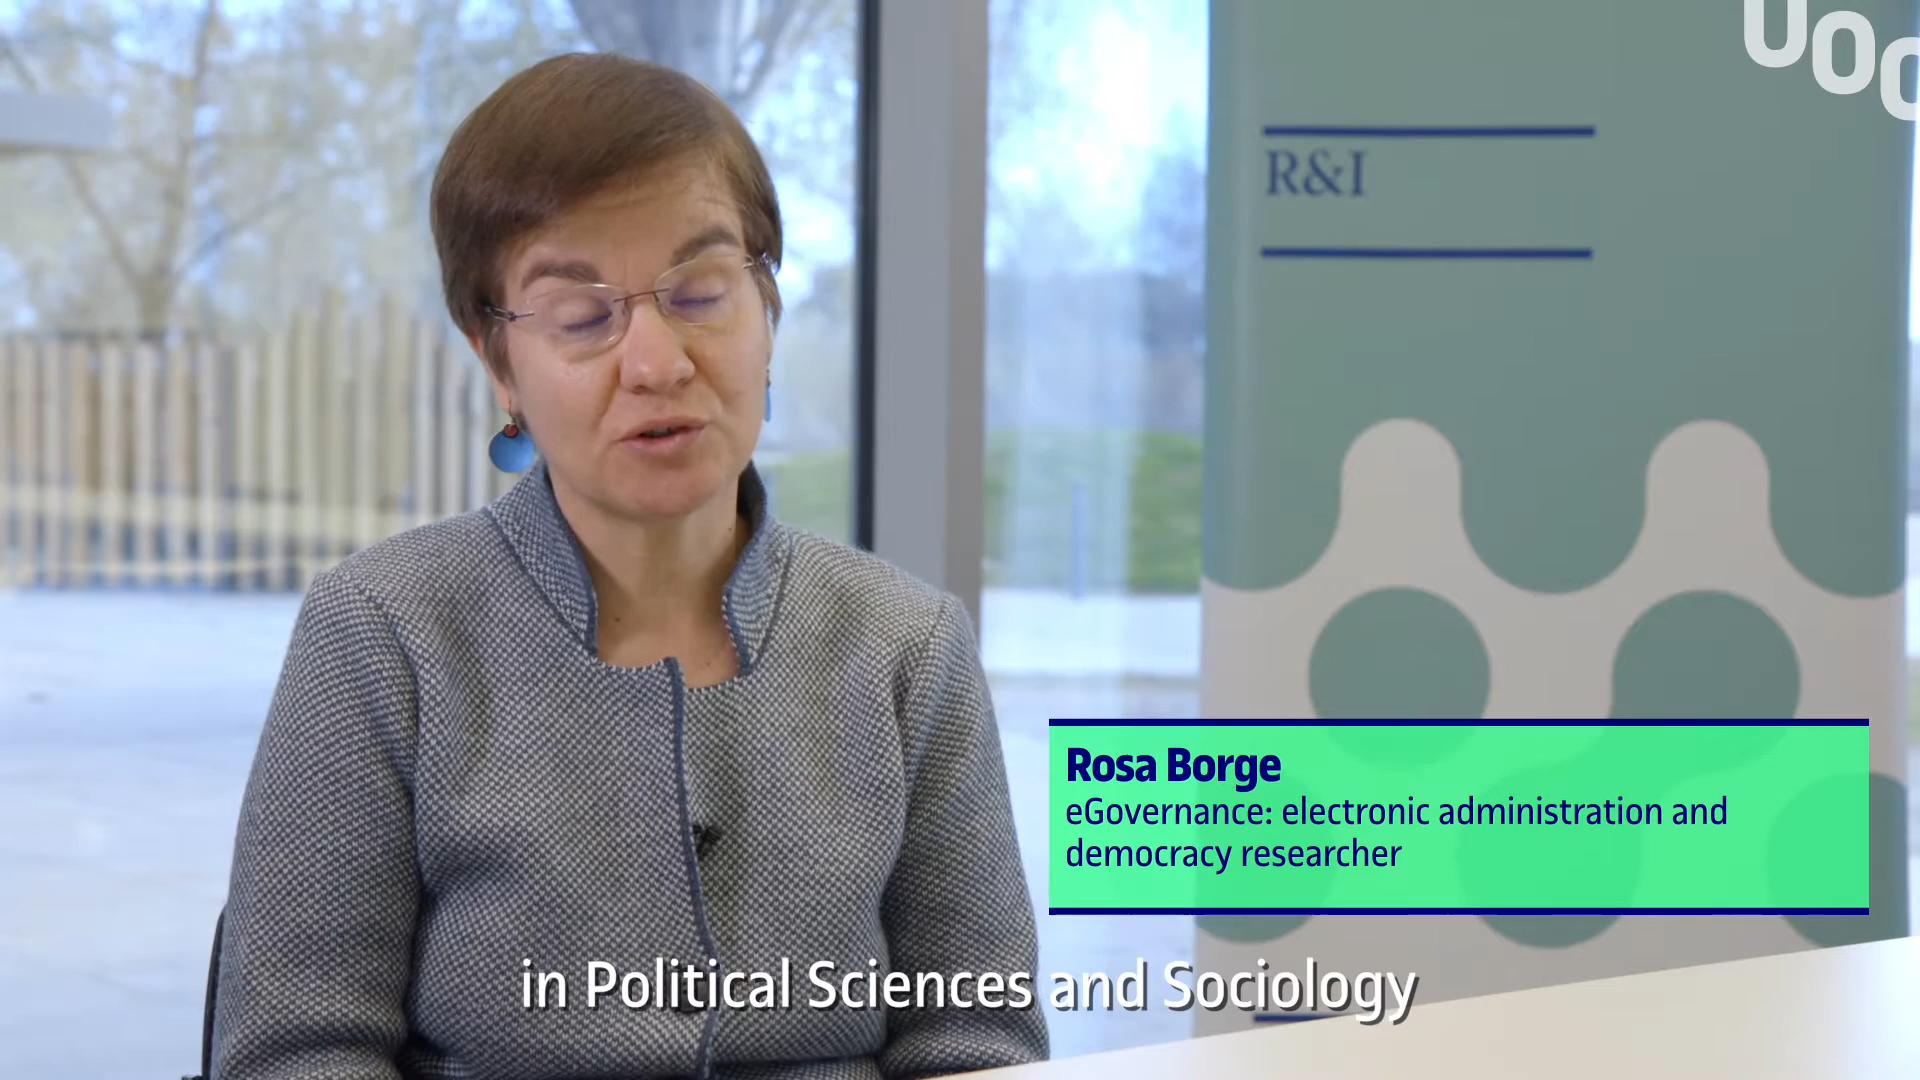 UOC
R&I
Rosa Borge
eGovernance: electronic administration and
democracy researcher
in Political Sciences and Sociology